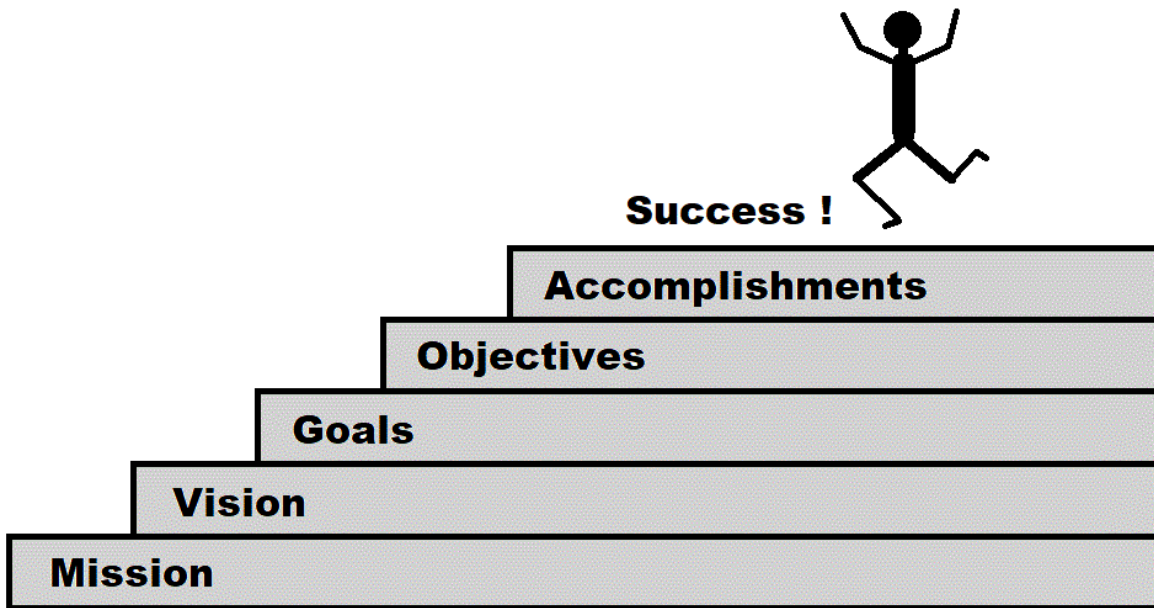 Success !
Accomplishments
Objectives
Goals
Vision
Mission